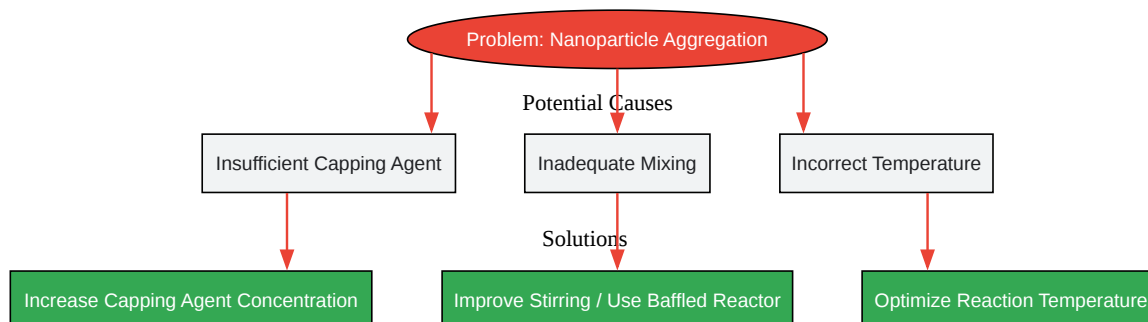 Problem: Nanoparticle Aggregation
Potential Causes
Insufficient Capping Agent
Inadequate Mixing
Incorrect Temperature
Solutions
Increase Capping Agent Concentration
Improve Stirring / Use Baffled Reactor
Optimize Reaction Temperature